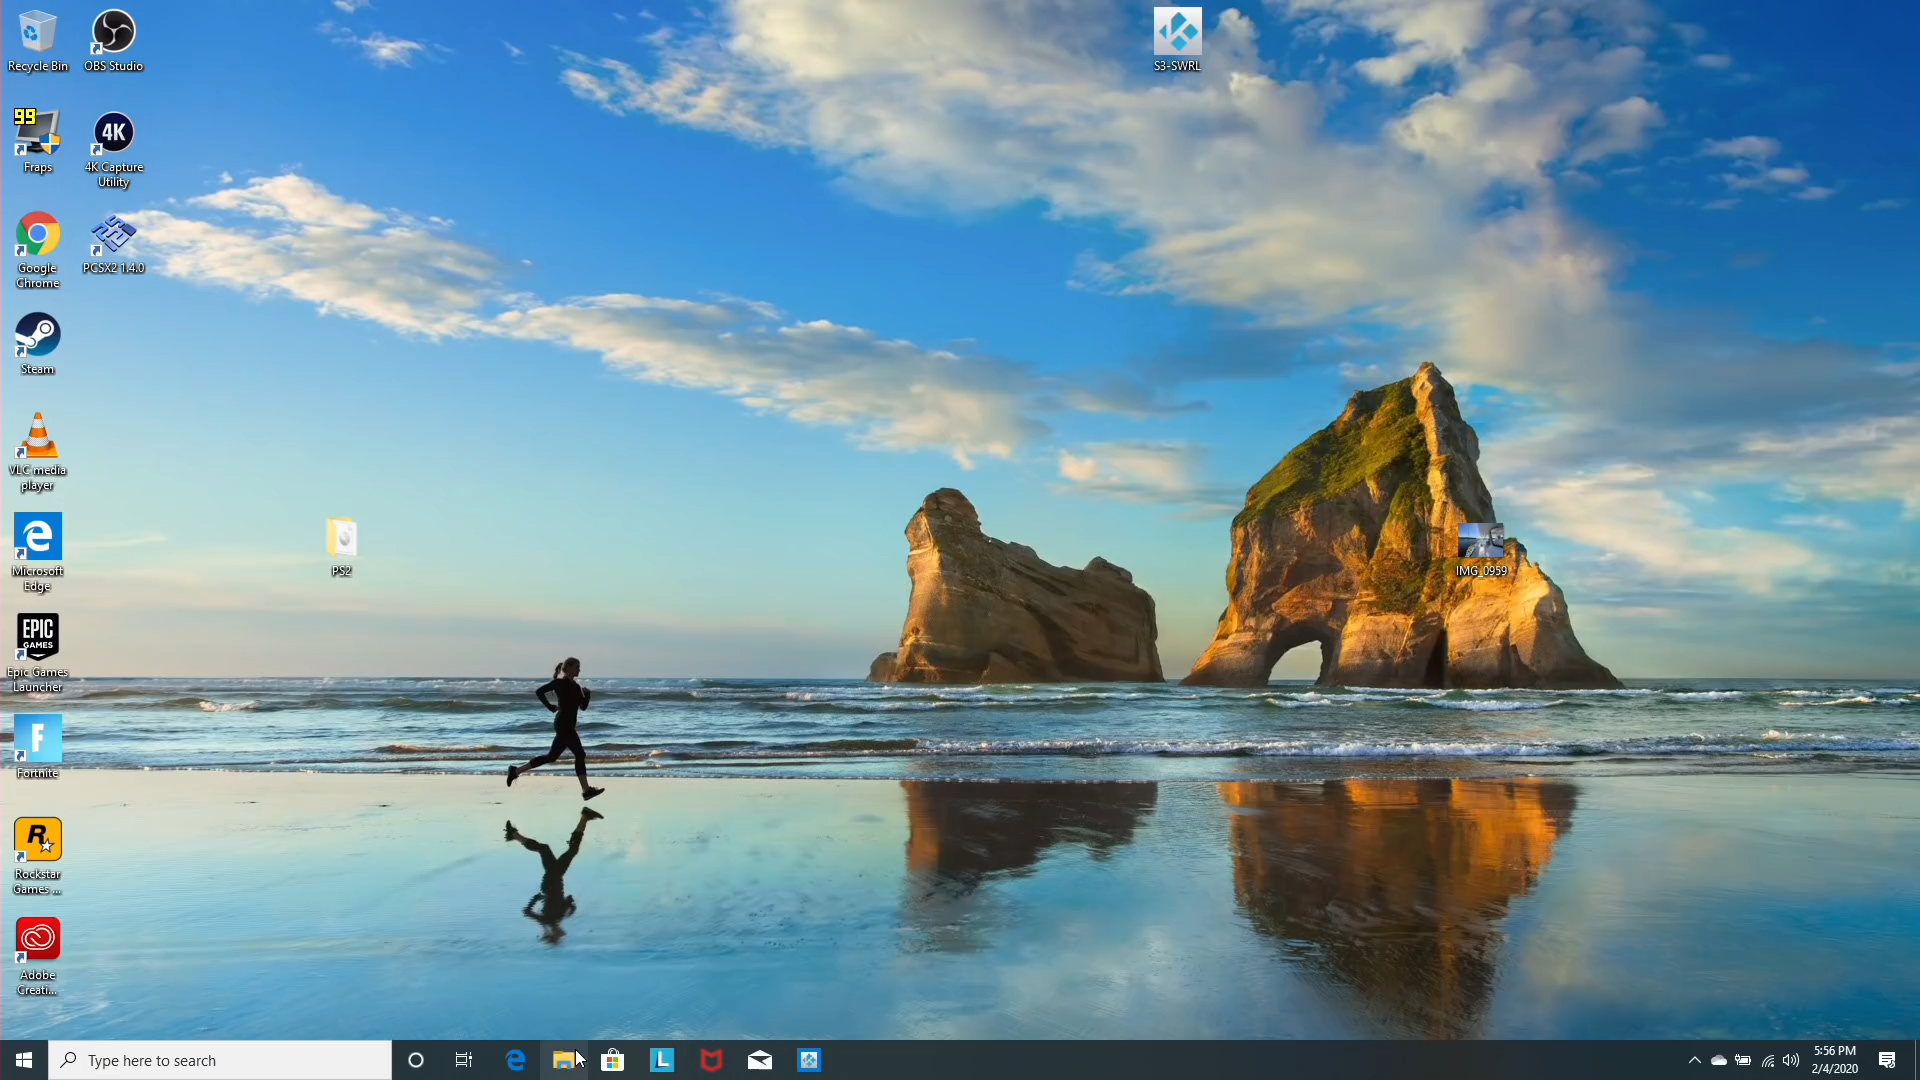 Recycle Bin
OBS Studio
S3-SWRL
99
Fraps
4K
4K Capture
Utility
Google
Chrome
PCSX2 1.4.0
Steam
VLC media
player
Microsoft
Edge
PS2
IMG_0959
EPIC
GAMES
Epic Games
Launcher
F
Fortnite
R
Rockstar
Games ...
Adobe
Creati...
Type here to search
L
5:56 PM
2/4/2020